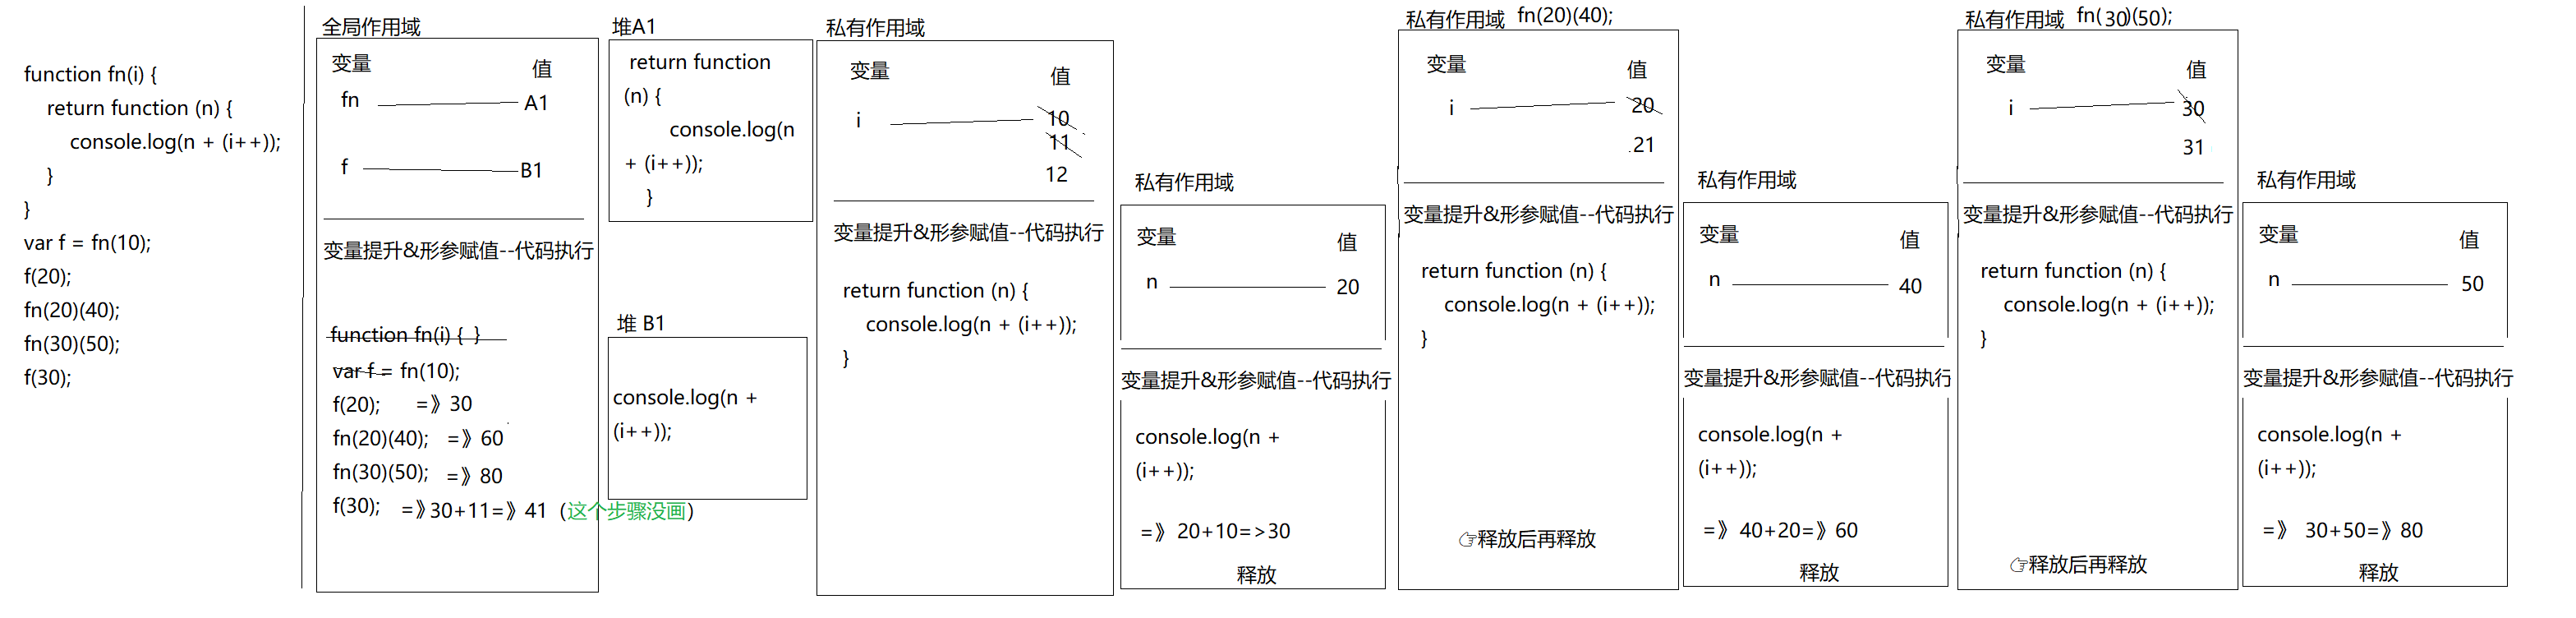 function fn(i) {
return function (n) {
console.log(n + (i++));
}
}
var f = fn(10);
f(20);
fn(20)(40);
fn(30)(50);
f(30);
全局作用域
变量
值
fn
A1
f
B1
变量提升&形参赋值--代码执行
function fn(i) { }
var f = fn(10);
f(20); =》30
fn(20)(40); =》60
fn(30)(50); =》80
f(30); =》30+11=》41（这个步骤没画）
堆A1
return function
(n) {
console.log(n
+ (i++));
}
堆 B1
console.log(n +
(i++));
私有作用域
变量
值
i
10
11
12
变量提升&形参赋值--代码执行
return function (n) {
console.log(n + (i++));
}
私有作用域
变量
值
n
20
变量提升&形参赋值--代码执行
console.log(n +
(i++));
=》20+10=>30
释放
私有作用域 fn(20)(40);
变量
值
i
20
.21
变量提升&形参赋值--代码执行
return function (n) {
console.log(n + (i++));
}
☞释放后再释放
私有作用域
变量
值
n
40
变量提升&形参赋值--代码执行
console.log(n +
(i++));
=》40+20=》60
释放
私有作用域 fn(30)(50);
变量
值
i
30
31
变量提升&形参赋值--代码执行
return function (n) {
console.log(n + (i++));
}
☞释放后再释放
私有作用域
变量
值
n
50
变量提升&形参赋值--代码执行
console.log(n +
(i++));
=》 30+50=》80
释放